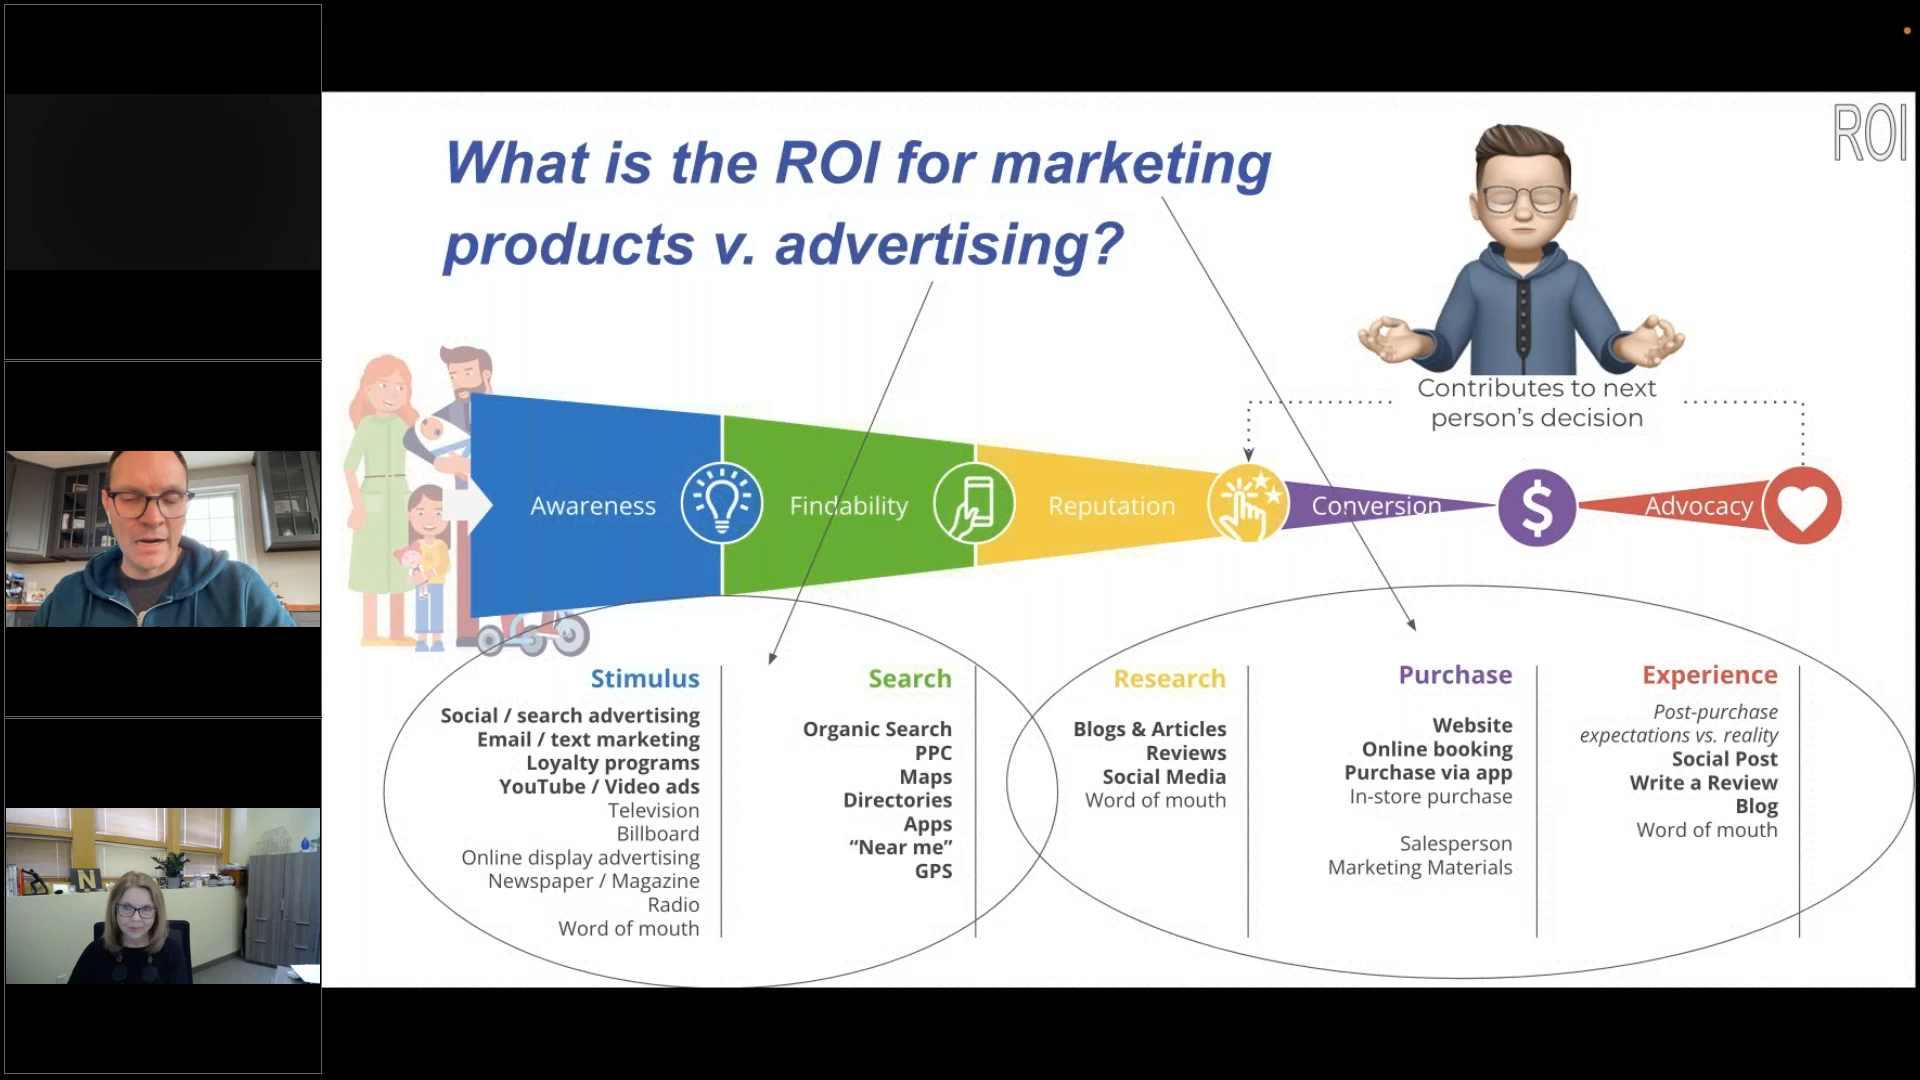 ROI
What is the ROI for marketing
products v. advertising?
Contributes to next
person's decision
Awareness
Findability
Reputation
Conversion
$
Advocacy
Stimulus
Social / search advertising
Email / text marketing
Loyalty programs
YouTube / Video ads
Television
Billboard
Online display advertising
Newspaper / Magazine
Radio
Word of mouth
Search
Organic Search
PPC
Maps
Directories
Apps
“Near me”
GPS
Research
Blogs & Articles
Reviews
Social Media
Word of mouth
Purchase
Website
Online booking
Purchase via app
In-store purchase
Salesperson
Marketing Materials
Experience
Post-purchase
expectations vs. reality
Social Post
Write a Review
Blog
Word of mouth
N